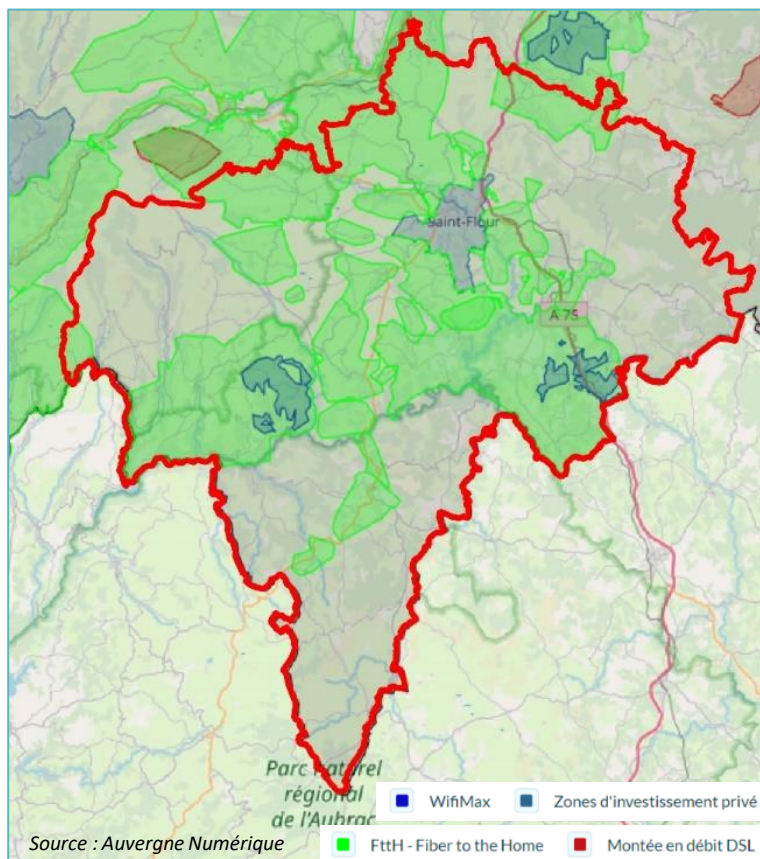 Saint-Flour
A 75
Parc naturel
régional
de l'Aubrac
WifiMax
Zones d'investissement privé
Source : Auvergne Numérique
FttH - Fiber to the Home
Montée en débit DSL